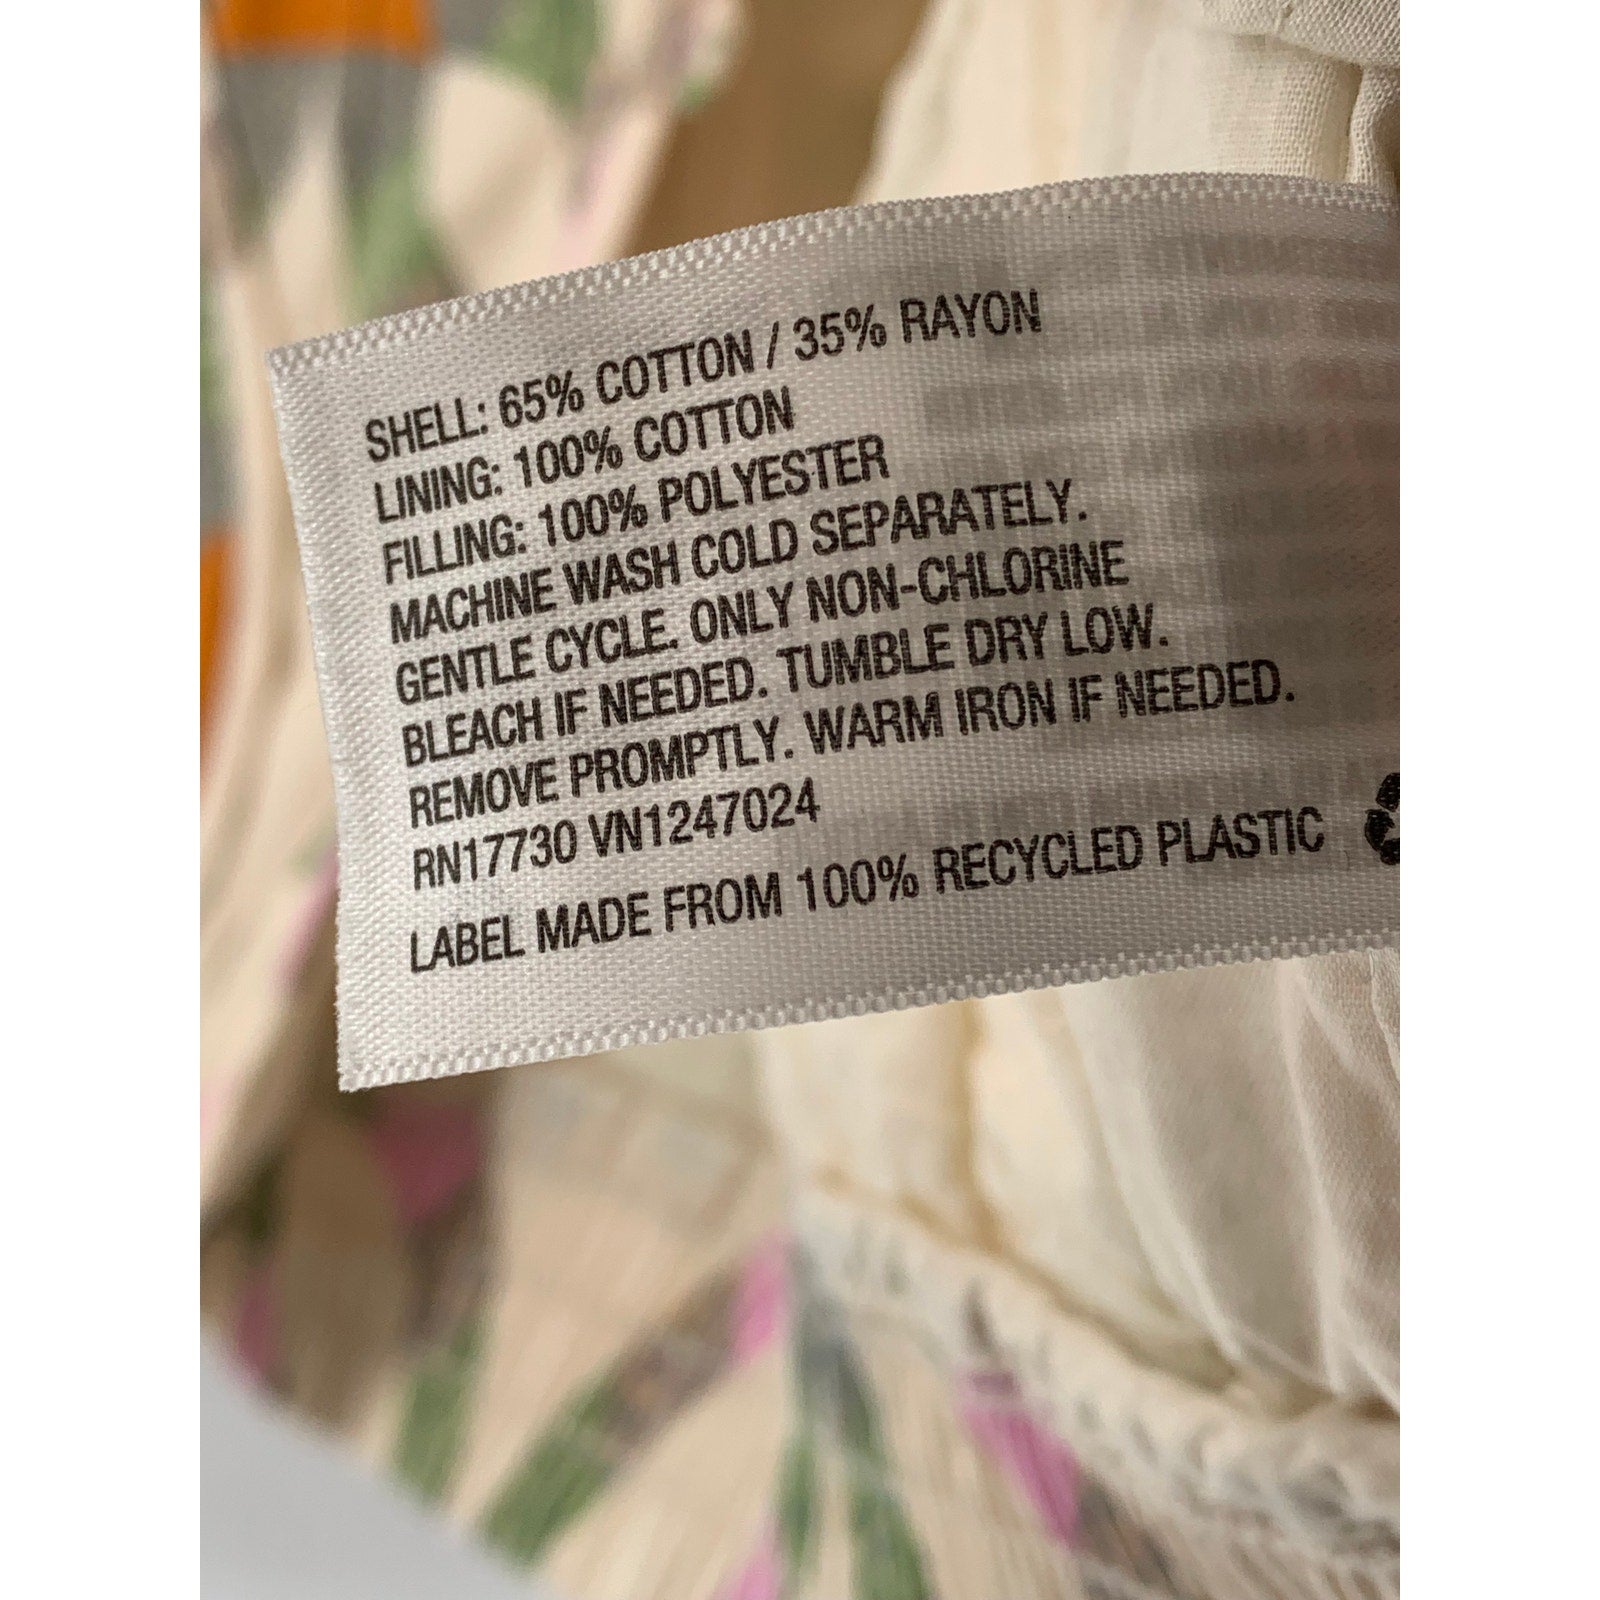 SHELL: 65% COTTON / 35% RAYON
LINING: 100% COTTON
FILLING: 100% POLYESTER
MACHINE WASH COLD SEPARATELY.
GENTLE CYCLE. ONLY NON-CHLORINE
BLEACH IF NEEDED. TUMBLE DRY LOW.
REMOVE PROMPTLY. WARM IRON IF NEEDED.
RN17730 VN1247024
LABEL MADE FROM 100% RECYCLED PLASTIC